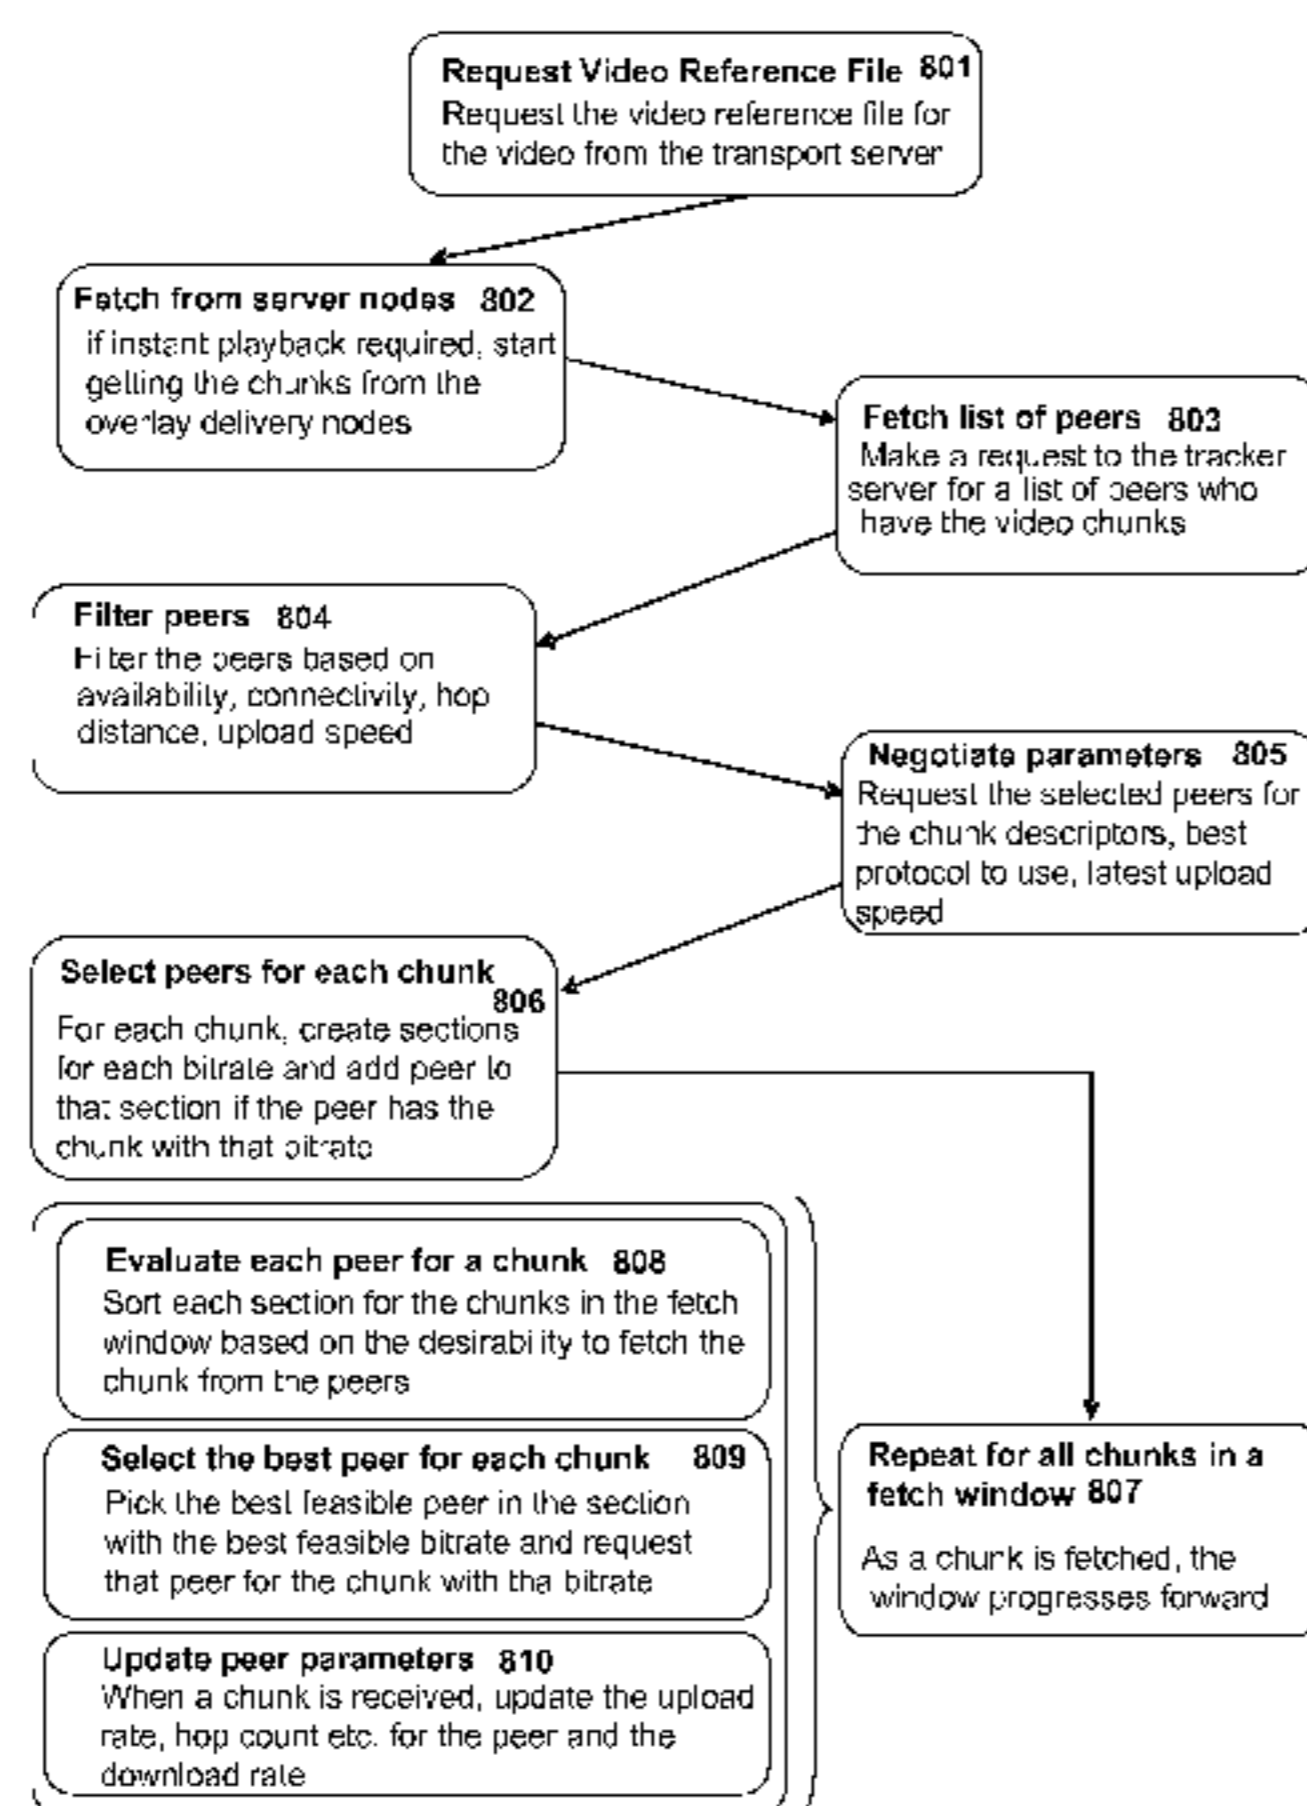 Request Video Reference File 801
Request the video reference file for
the video from the transport server
Fetch from server nodes 802
if instant playback required, start
getting the chunks from the
overlay delivery nodes
Fetch list of peers 803
Make a request to the tracker
server for a list of peers who
have the video chunks
Filter peers 804
Filter the peers based on
availability, connectivity, hop
distance, upload speed
Negotiate parameters 805
Request the selected peers for
the chunk descriptors, best
protocol to use, latest upload
speed
Select peers for each chunk
806
For each chunk, create sections
for each bitrate and add peer to
that section if the peer has the
chunk with that bitrate
Evaluate each peer for a chunk 808
Sort each section for the chunks in the fetch
window based on the desirability to fetch the
chunk from the peers
Select the best peer for each chunk 809
Pick the best feasible peer in the section
with the best feasible bitrate and request
that peer for the chunk with tha bitrate
Update peer parameters 810
When a chunk is received, update the upload
rate, hop count etc. for the peer and the
download rate
Repeat for all chunks in a
fetch window 807
As a chunk is fetched, the
window progresses forward